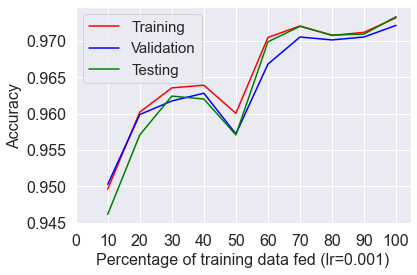 Training
Validation
Testing
0.970
0.965
0.960
0.955
0.950
0.945
Accuracy
0 10 20 30 40 50 60 70 80 90 100
Percentage of training data fed (lr=0.001)